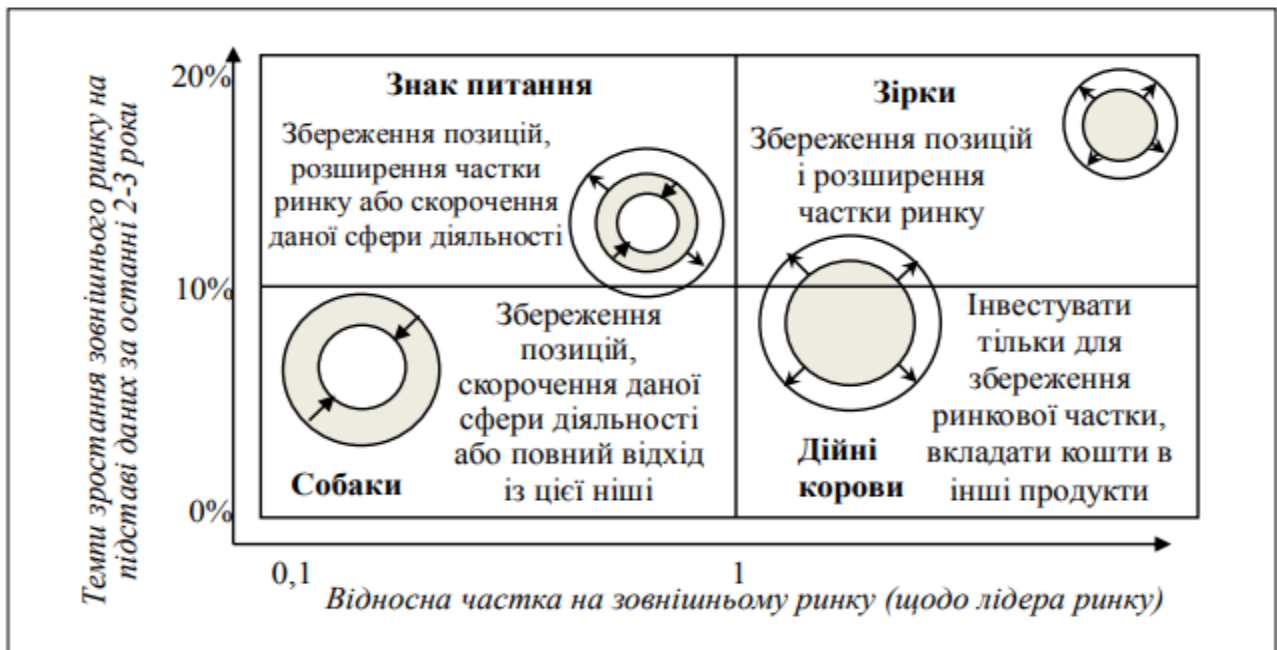 Темпи зростання зовнішнього ринку на
підставі даних за останні 2-3 роки
20%
10%
0%
Знак питання
Збереження позицій,
розширення частки
ринку або скорочення
даної сфери діяльності
Зірки
Збереження позицій
і розширення
частки ринку
Собаки
Збереження
позицій,
скорочення даної
сфери діяльності
або повний відхід
із цієї ніші
Дійні
корови
Інвестувати
тільки для
збереження
ринкової частки,
вкладати кошти в
інші продукти
0,1
1
Відносна частка на зовнішньому ринку (щодо лідера ринку)